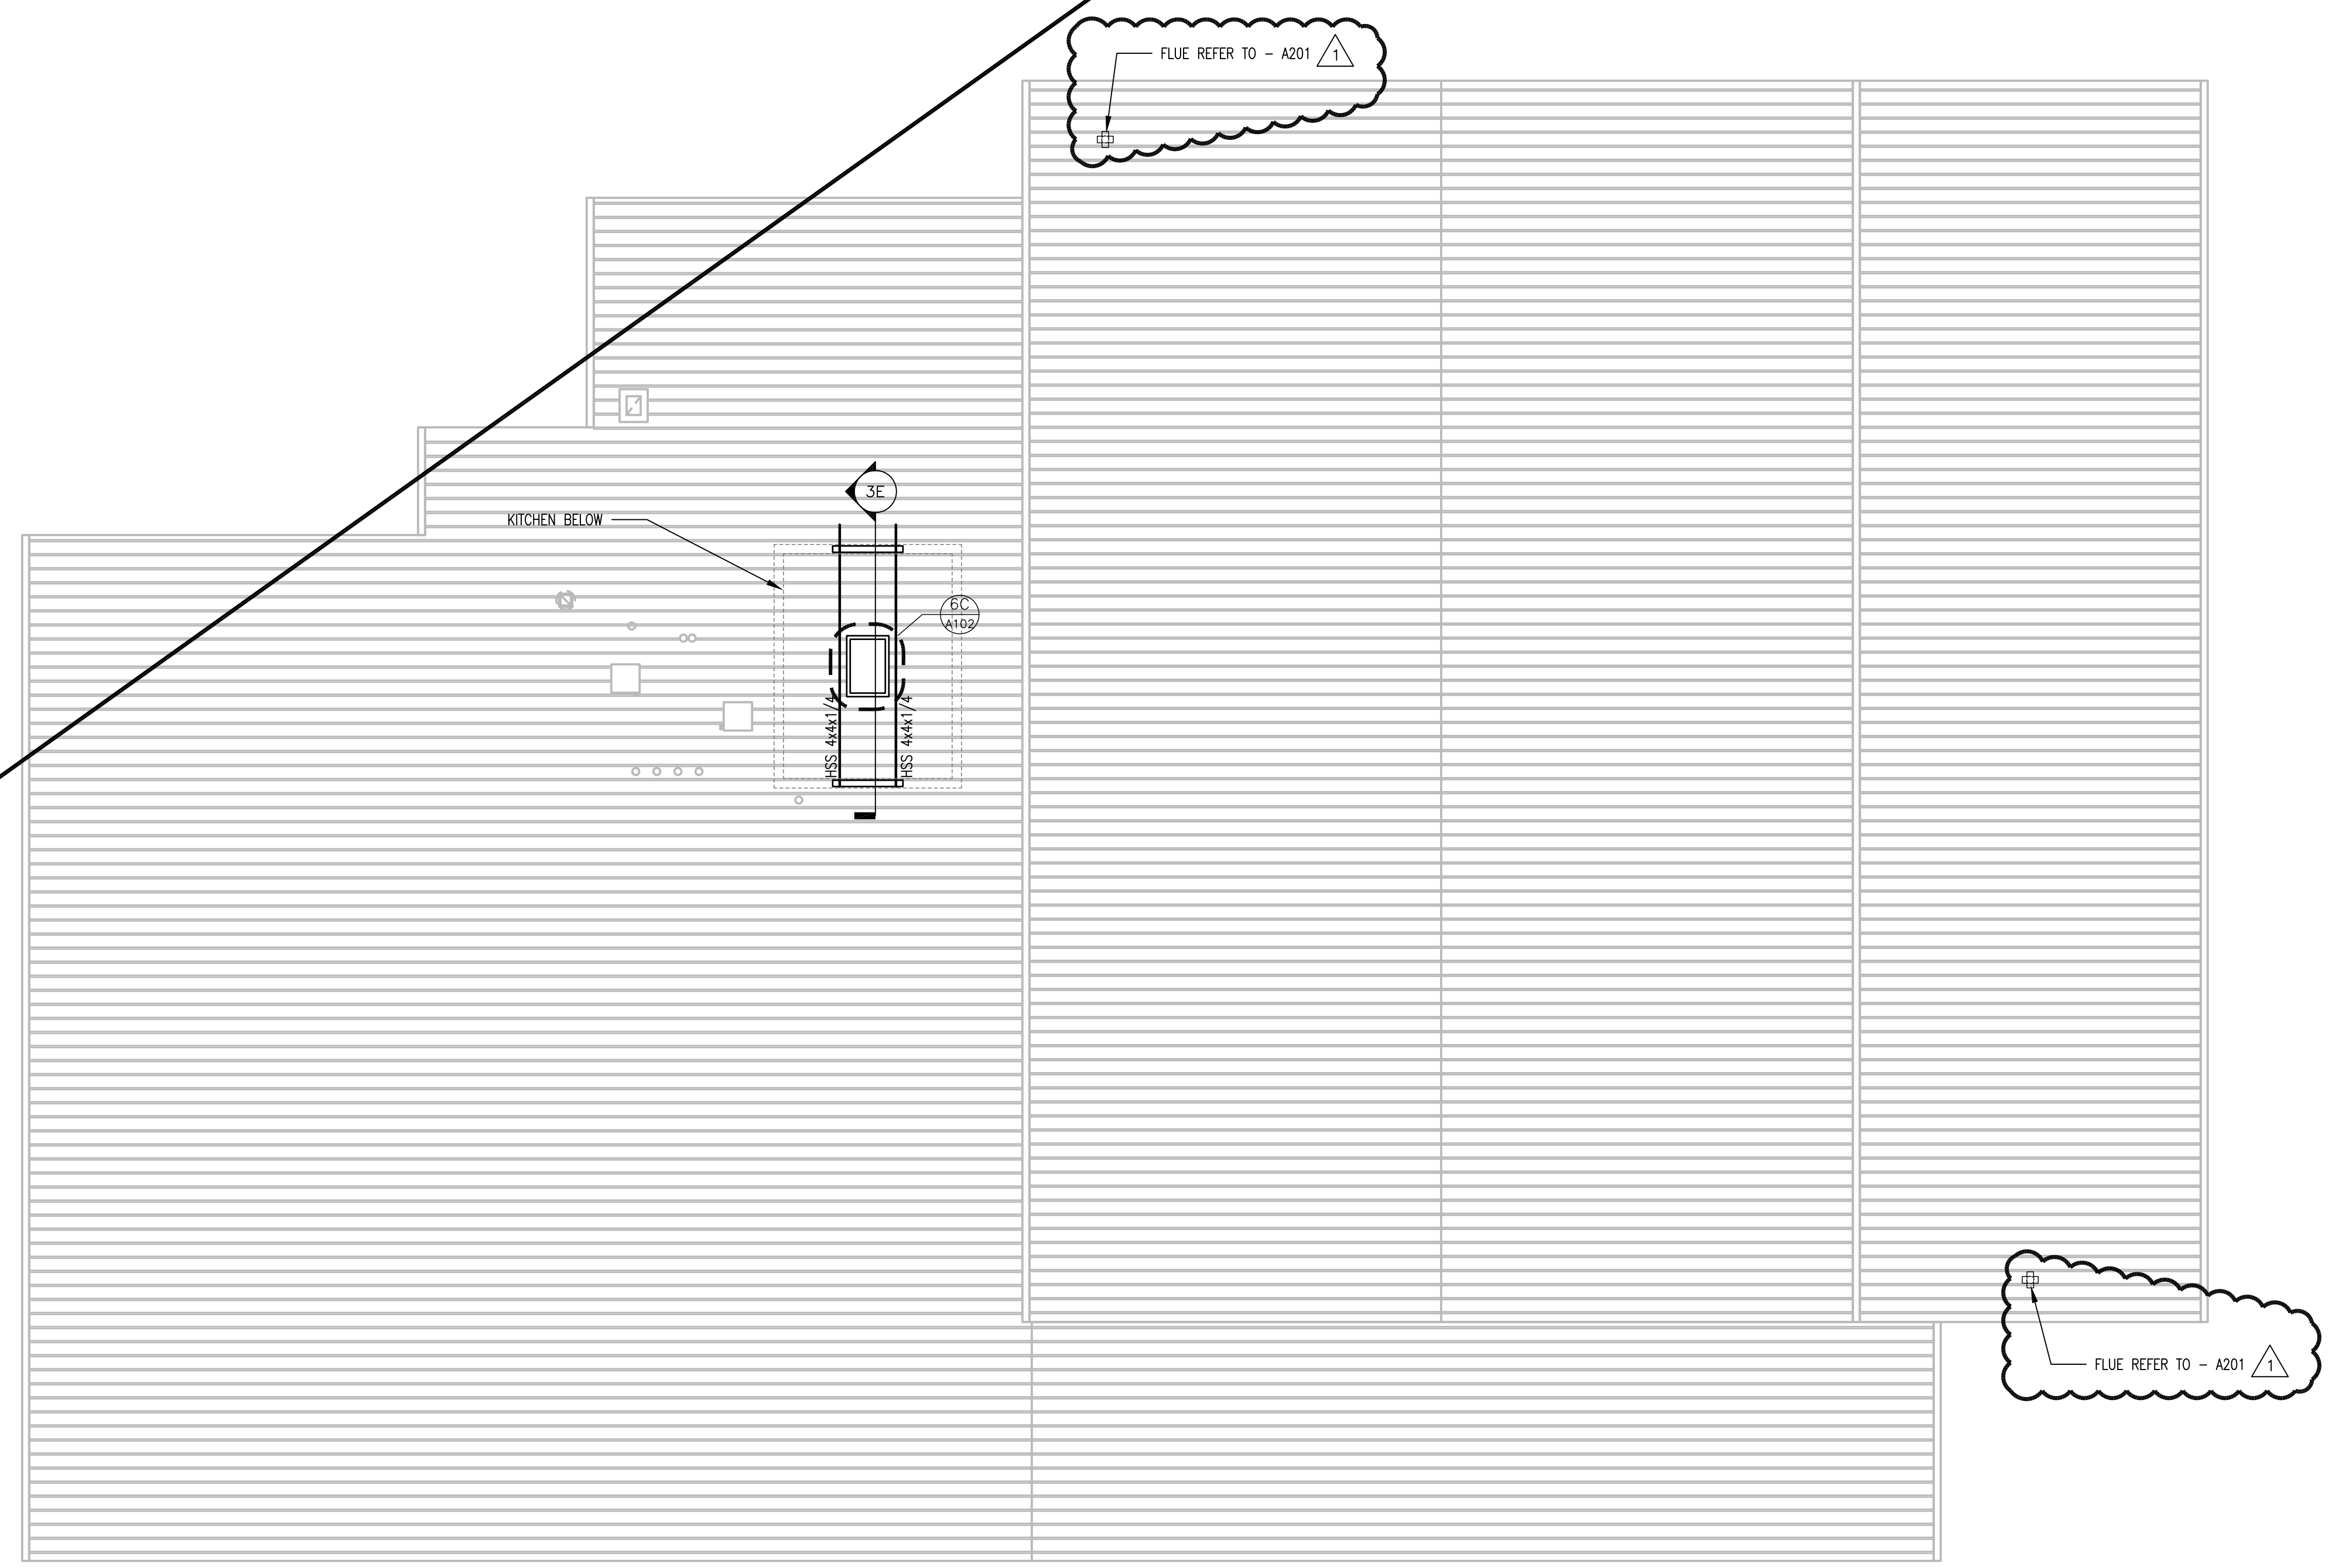 FLUE REFER TO - A201
1
3E
KITCHEN BELOW
6C
A102
HSS 4x4x1/4
HSS 4x4x1/4
FLUE REFER TO - A201
1